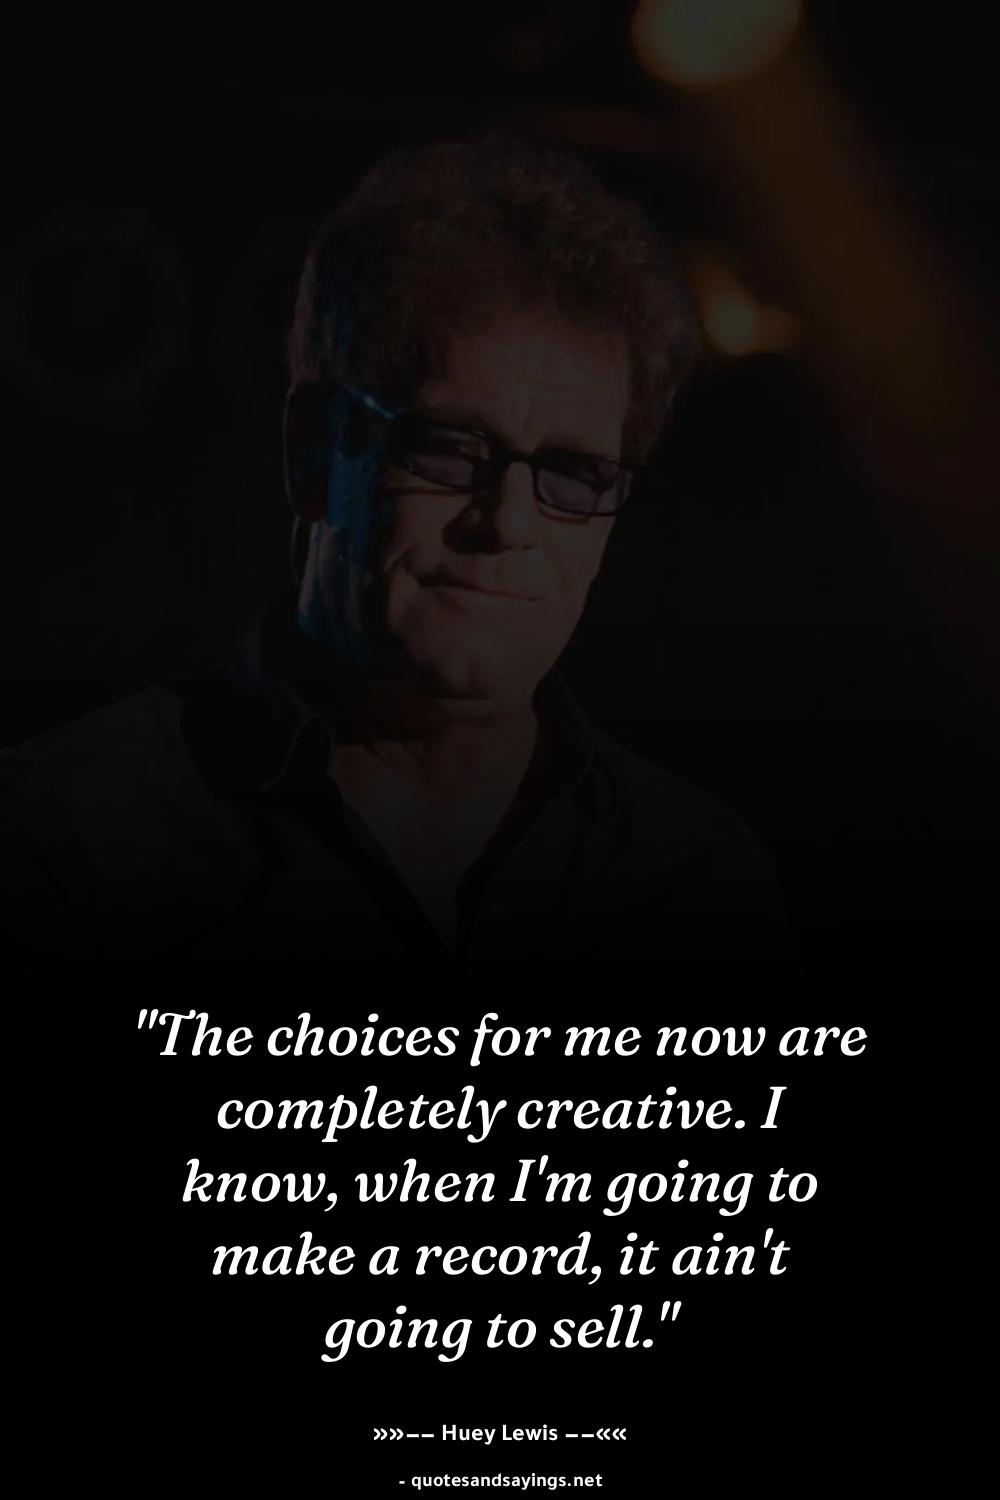 "The choices for me now are
completely creative. I
know, when I'm going to
make a record, it ain't
going to sell."
»»–– Huey Lewis ––««
- quotesandsayings.net